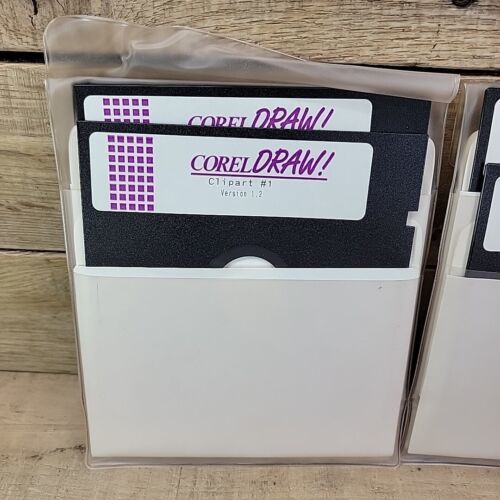 COREL DRAW!
COREL DRAW!
Clipart #1
Version 1.2